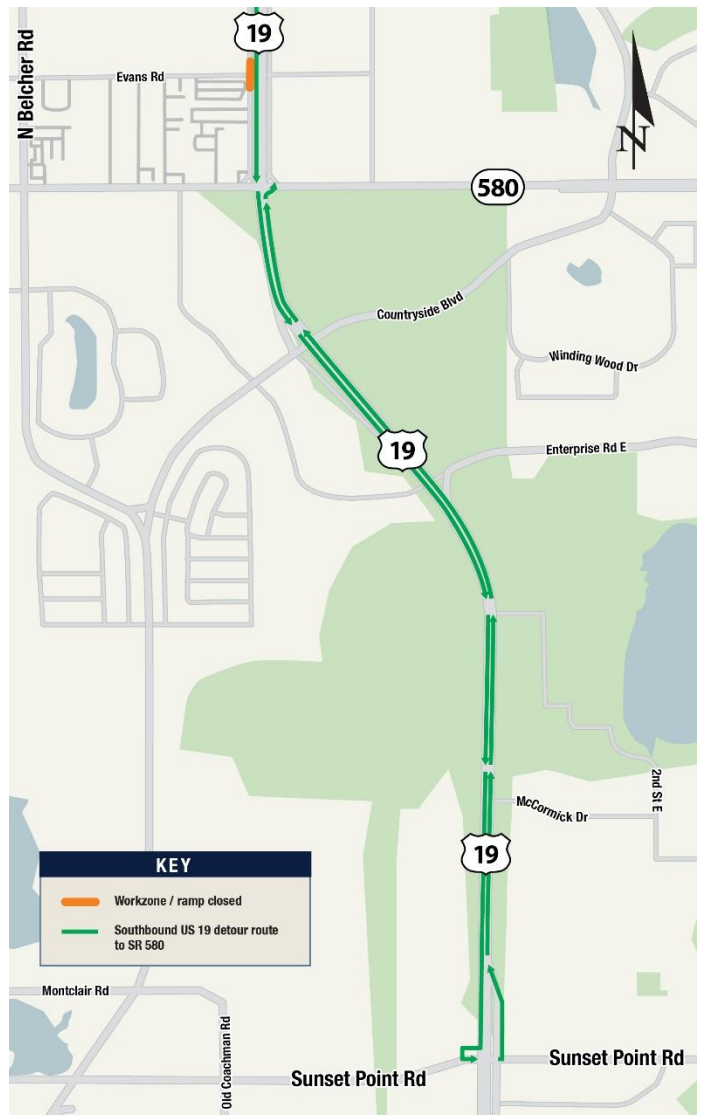 19
N Belcher Rd
Evans Rd
N
580
Countryside Blvd
Winding Wood Dr
19
Enterprise Rd E
2nd St E
McCormick Dr
19
KEY
Workzone / ramp closed
Southbound US 19 detour route
to SR 580
Montclair Rd
Old Coachman Rd
Sunset Point Rd
Sunset Point Rd